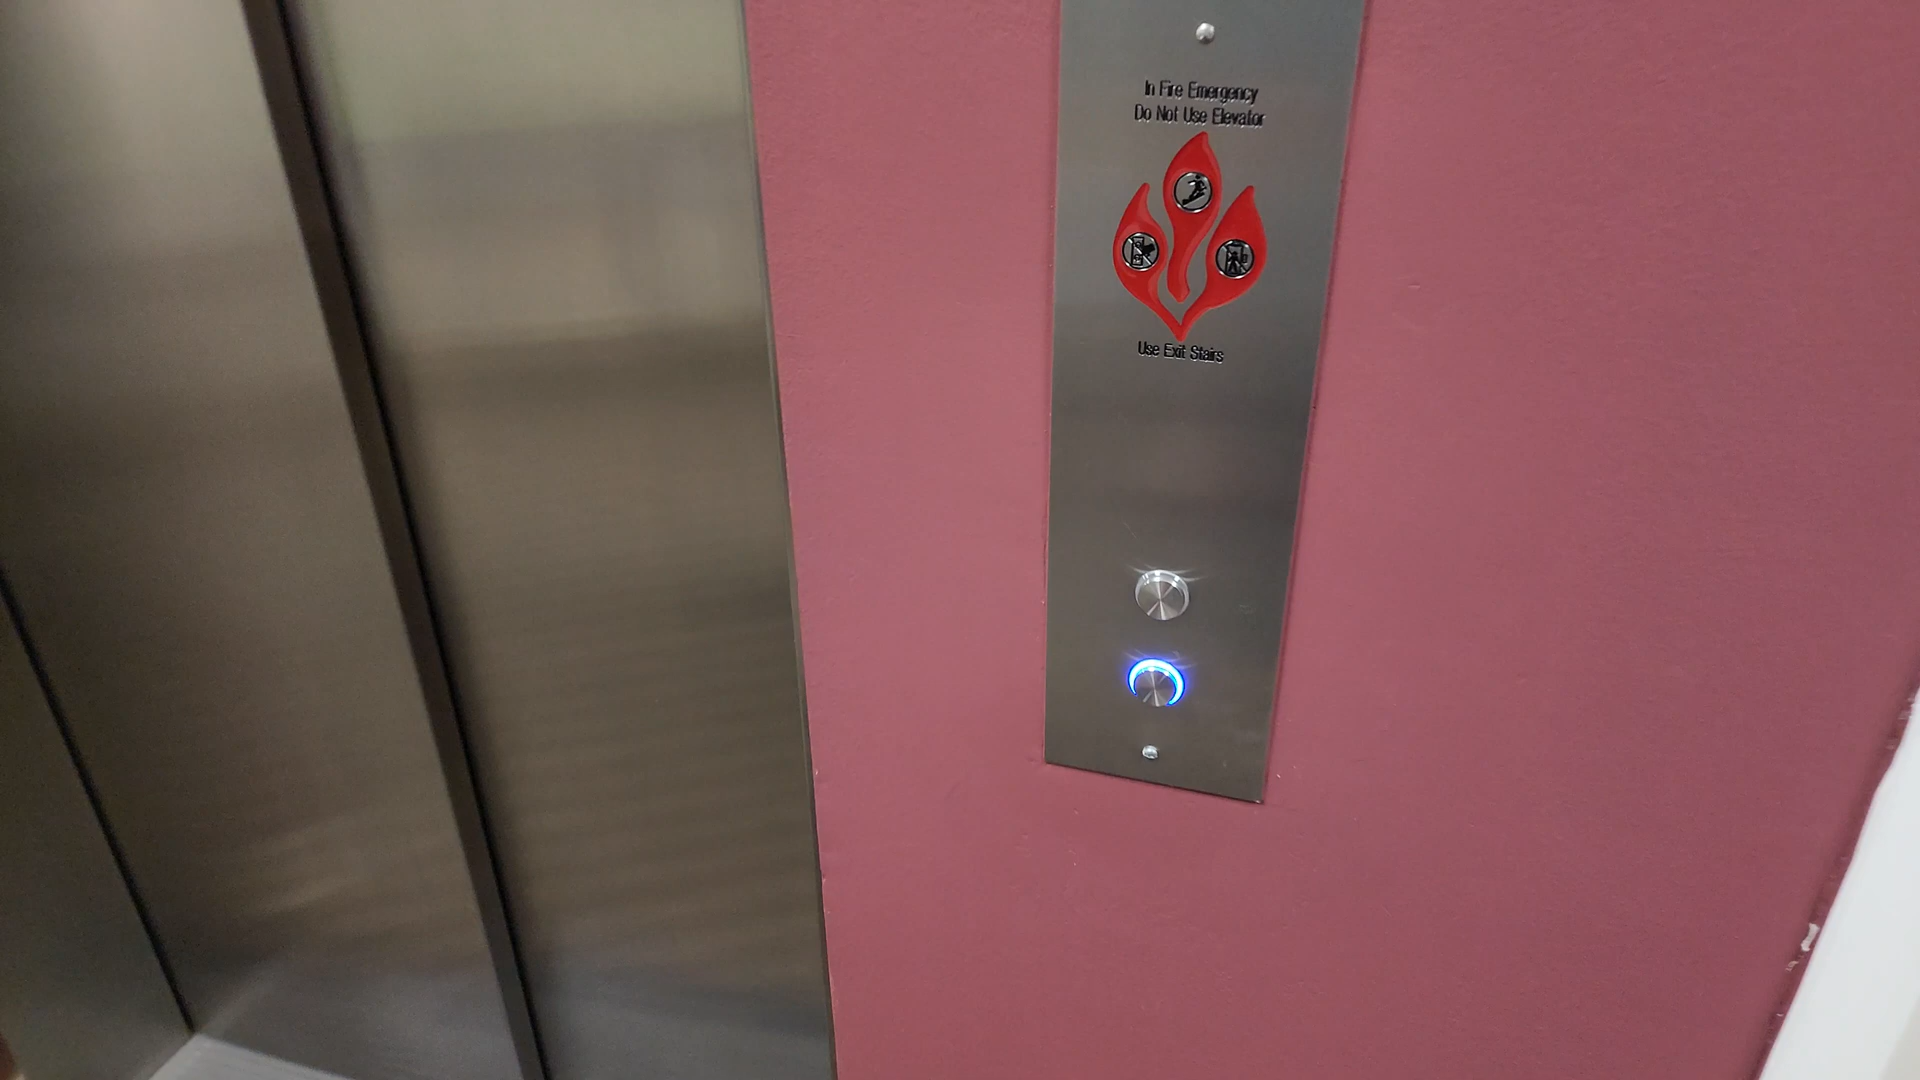 In Fire Emergency
Do Not Use Elevator
Use Exit Stairs